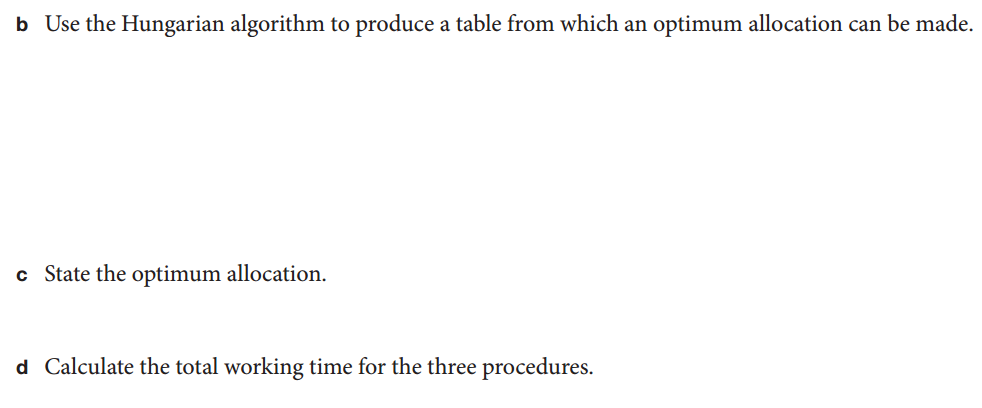 b Use the Hungarian algorithm to produce a table from which an optimum allocation can be made.
c State the optimum allocation.
d Calculate the total working time for the three procedures.